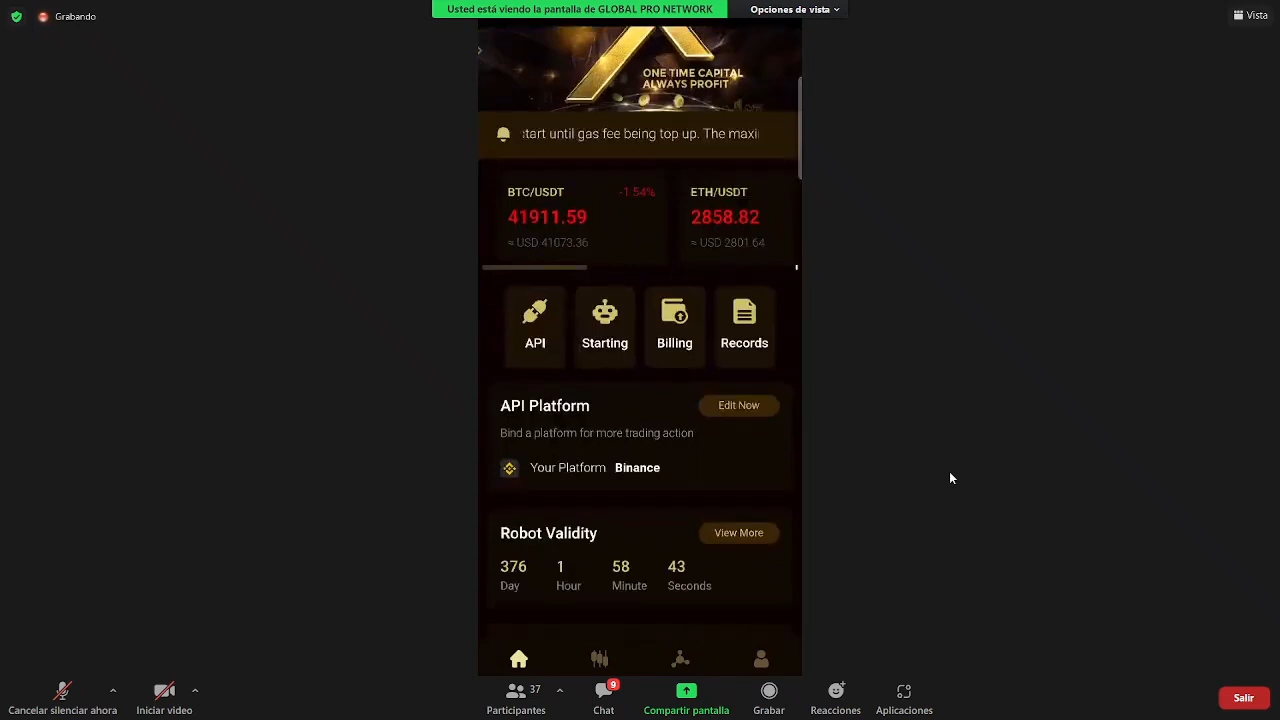 Grabando
Usted está viendo la pantalla de GLOBAL PRO NETWORK
Opciones de vista
Vista
ONE TIME CAPITAL
ALWAYS PROFIT
start until gas fee being top up. The maxi
BTC/USDT
-1.54%
41911.59
≈ USD 41073.36
ETH/USDT
2858.82
≈ USD 2801.64
API
Starting
Billing
Records
API Platform
Edit Now
Bind a platform for more trading action
Your Platform Binance
Robot Validity
View More
376 1 58 43
Day Hour Minute Seconds
Cancelar silenciar ahora
Iniciar video
37
Participantes
9
Chat
Compartir pantalla
Grabar
Reacciones
Aplicaciones
Salir